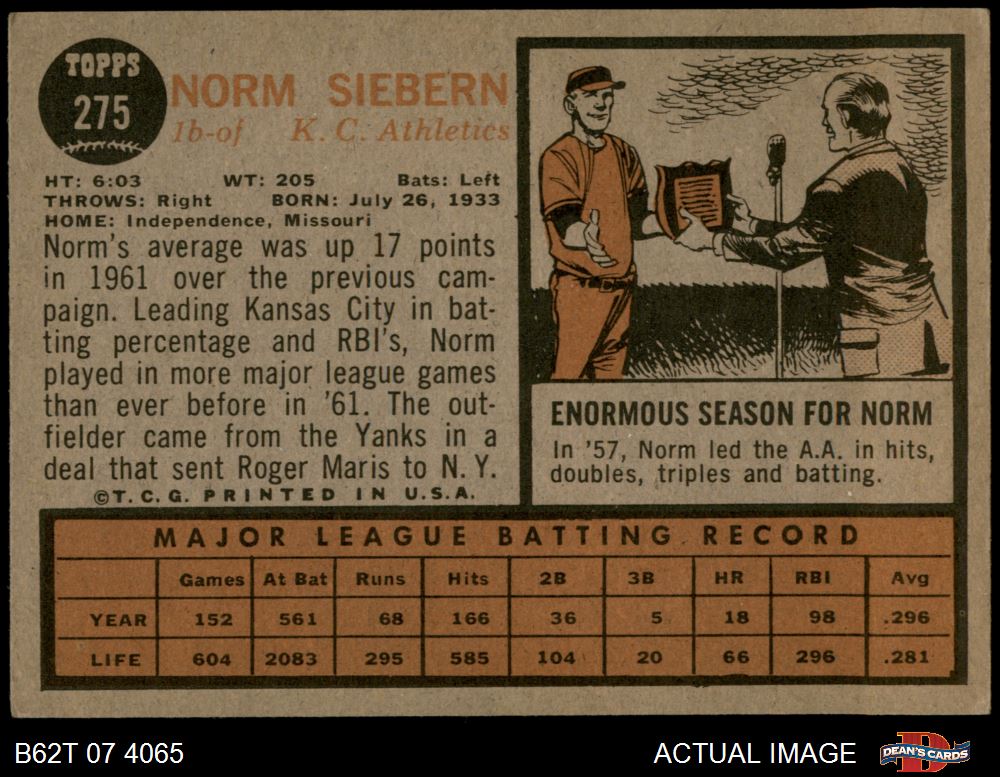 TOPPS
275
NORM SIEBERN
1b-of K. C. Athletics
HT: 6:03 WT: 205 Bats: Left
THROWS: Right BORN: July 26, 1933
HOME: Independence, Missouri
Norm's average was up 17 points
in 1961 over the previous cam-
paign. Leading Kansas City in bat-
ting percentage and RBI's, Norm
played in more major league games
than ever before in '61. The out-
fielder came from the Yanks in a
deal that sent Roger Maris to N. Y.
©T. C. G. PRINTED IN U.S.A.
ENORMOUS SEASON FOR NORM
In '57, Norm led the A.A. in hits,
doubles, triples and batting.
MAJOR LEAGUE BATTING RECORD
Games At Bat Runs Hits 2B 3B HR RBI Avg
YEAR 152 561 68 166 36 5 18 98 .296
LIFE 604 2083 295 585 104 20 66 296 .281
B62T 07 4065 ACTUAL IMAGE DEAN'S CARDS